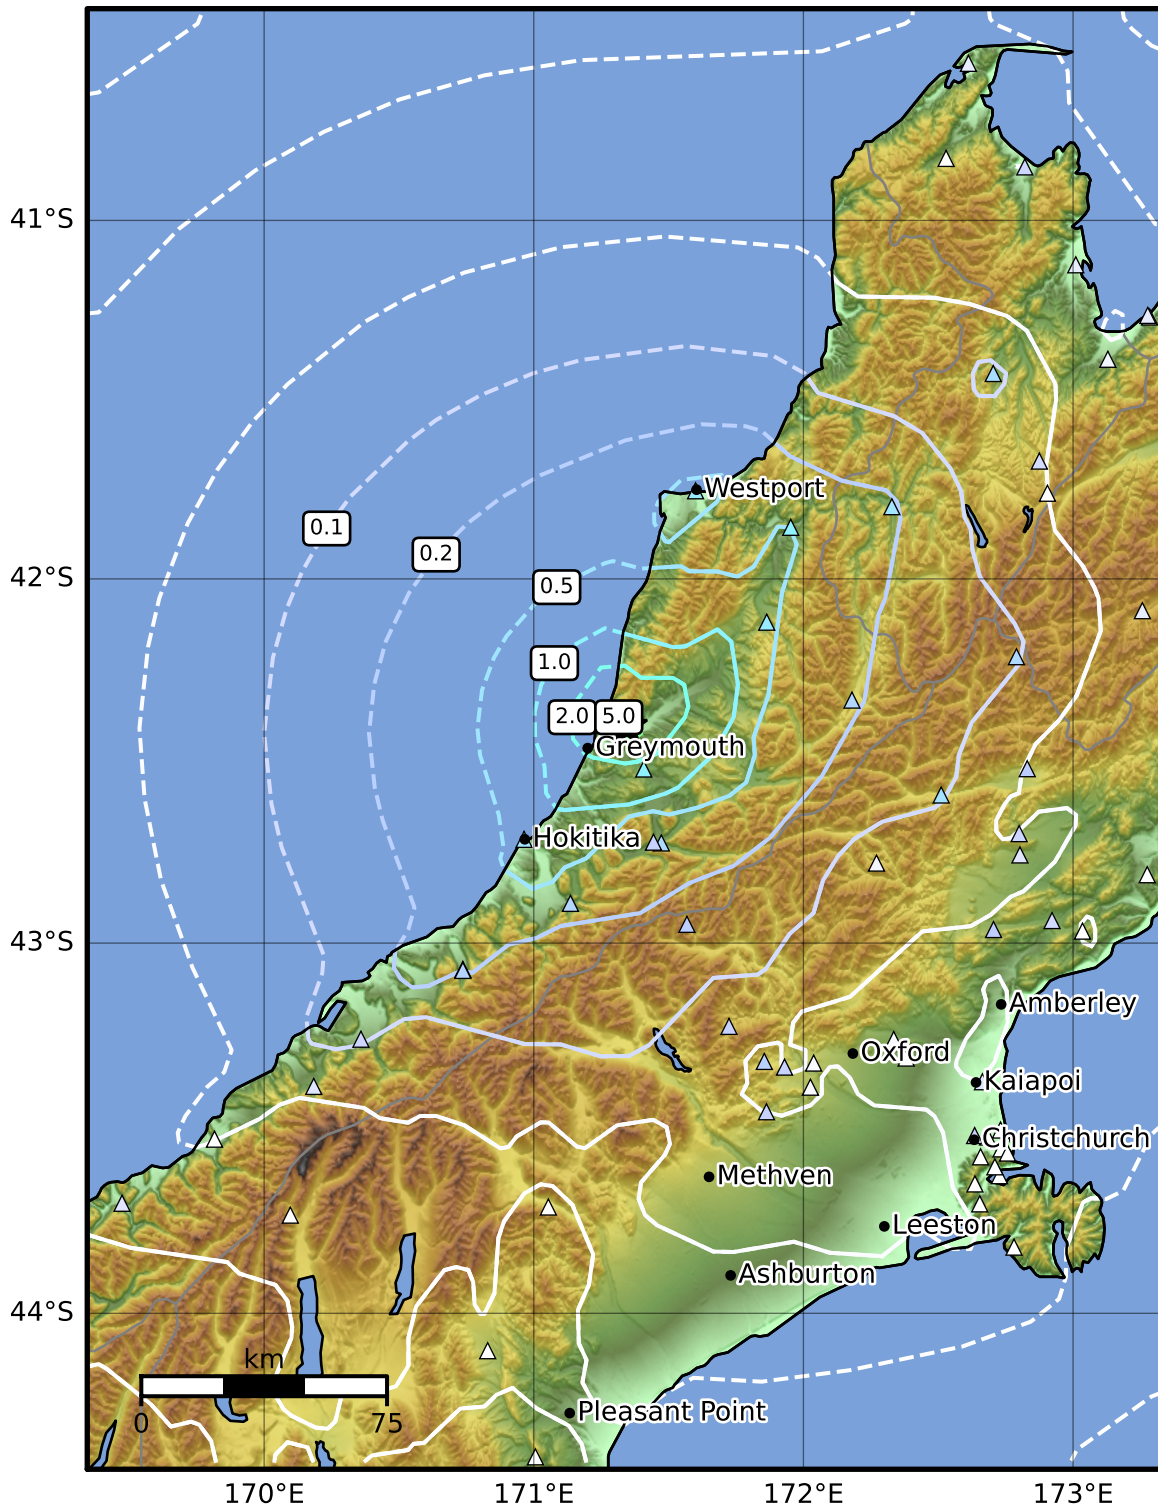 41°S
Westport
0.1
0.2
42°S
0.5
1.0
2.0
5.0
Greymouth
Hokitika
43°S
Amberley
Oxford
Kaiapoi
Christchurch
Methven
Leeston
Ashburton
44°S
km
0
75
Pleasant Point
170°E
171°E
172°E
173°E